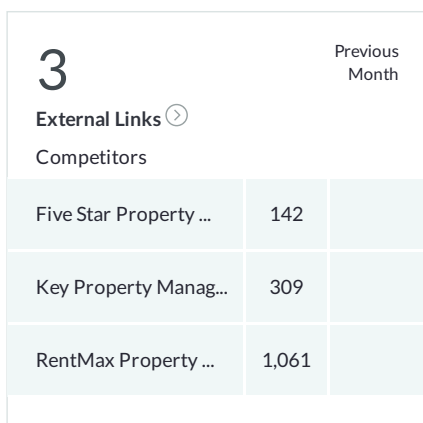 3
Previous
Month
External Links
Competitors
Five Star Property ... 142
Key Property Manag... 309
RentMax Property ... 1,061